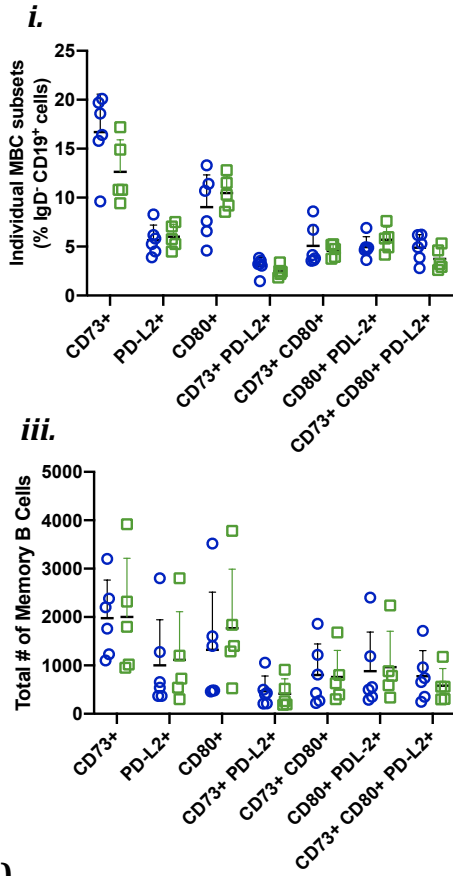 i.
Individual MBC subsets
(% IgD⁻ CD19⁺ cells)
25
20
15
10
5
0
CD73+
PD-L2+
CD80+
CD73+ PD-L2+
CD73+ CD80+
CD80+ PDL-2+
CD73+ CD80+ PD-L2+
iii.
Total # of Memory B Cells
5000
4000
3000
2000
1000
0
CD73+
PD-L2+
CD80+
CD73+ PD-L2+
CD73+ CD80+
CD80+ PDL-2+
CD73+ CD80+ PD-L2+
)